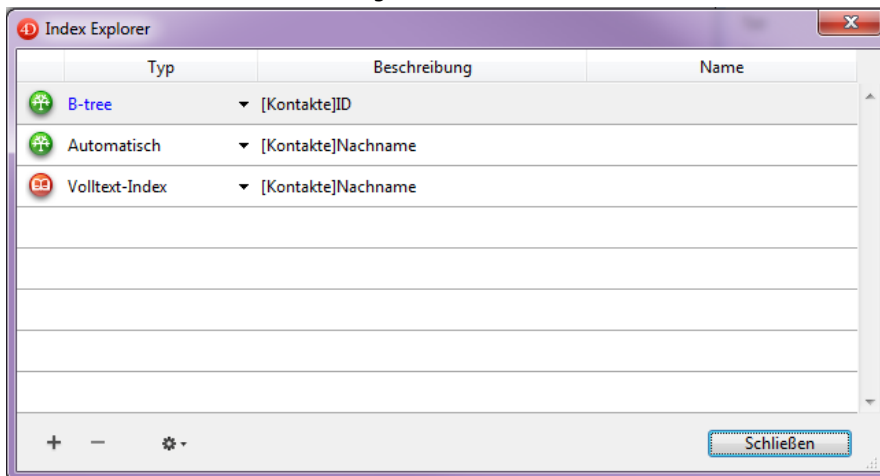 4D Index Explorer
Typ Beschreibung Name
B-tree [Kontakte]ID
Automatisch [Kontakte]Nachname
Volltext-Index [Kontakte]Nachname
Schließen